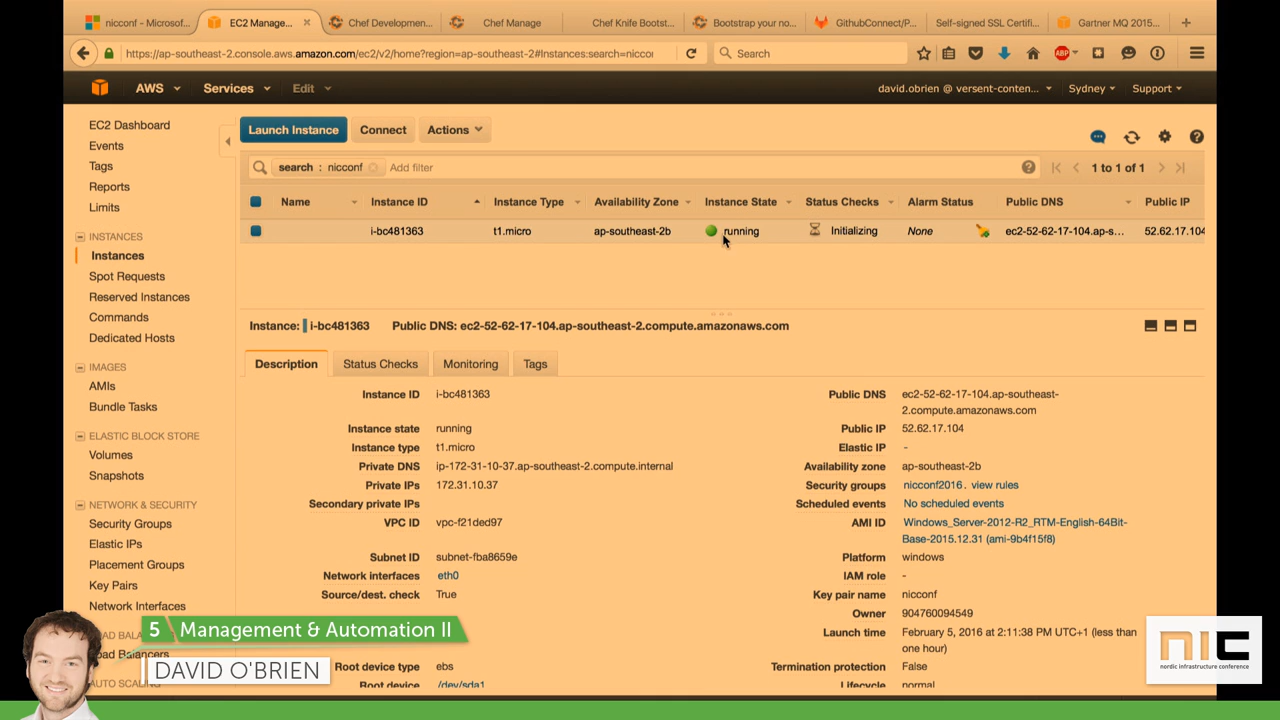 nicconf - Microsof...
EC2 Manage...
Chef Developmen...
Chef Manage
Chef Knife Bootst...
Bootstrap your no...
GithubConnect/P...
Self-signed SSL Certifi...
Gartner MQ 2015...
https://ap-southeast-2.console.aws.amazon.com/ec2/v2/home?region=ap-southeast-2#Instances:search=niccor
Search
ABP
AWS
Services
Edit
david.obrien @ versent-conten...
Sydney
Support
EC2 Dashboard
Events
Tags
Reports
Limits
INSTANCES
Instances
Spot Requests
Reserved Instances
Commands
Dedicated Hosts
IMAGES
AMIs
Bundle Tasks
ELASTIC BLOCK STORE
Volumes
Snapshots
NETWORK & SECURITY
Security Groups
Elastic IPs
Placement Groups
Key Pairs
Network Interfaces
Launch Instance
Connect
Actions
search : nicconf
Add filter
1 to 1 of 1
Name Instance ID Instance Type Availability Zone Instance State Status Checks Alarm Status Public DNS Public IP
i-bc481363 t1.micro ap-southeast-2b running Initializing None ec2-52-62-17-104.ap-s... 52.62.17.104
Instance: i-bc481363 Public DNS: ec2-52-62-17-104.ap-southeast-2.compute.amazonaws.com
Description
Status Checks
Monitoring
Tags
Instance ID i-bc481363
Instance state running
Instance type t1.micro
Private DNS ip-172-31-10-37.ap-southeast-2.compute.internal
Private IPs 172.31.10.37
Secondary private IPs
VPC ID vpc-f21ded97
Subnet ID subnet-fba8659e
Network interfaces eth0
Source/dest. check True
Root device type ebs
Root device /dev/sda1
Public DNS ec2-52-62-17-104.ap-southeast-
2.compute.amazonaws.com
Public IP 52.62.17.104
Elastic IP -
Availability zone ap-southeast-2b
Security groups nicconf2016. view rules
Scheduled events No scheduled events
AMI ID Windows_Server-2012-R2_RTM-English-64Bit-
Base-2015.12.31 (ami-9b4f15f8)
Platform windows
IAM role -
Key pair name nicconf
Owner 904760094549
Launch time February 5, 2016 at 2:11:38 PM UTC+1 (less than
one hour)
Termination protection False
Lifecycle normal
5 Management & Automation II
DAVID O'BRIEN
NIC
nordic infrastructure conference